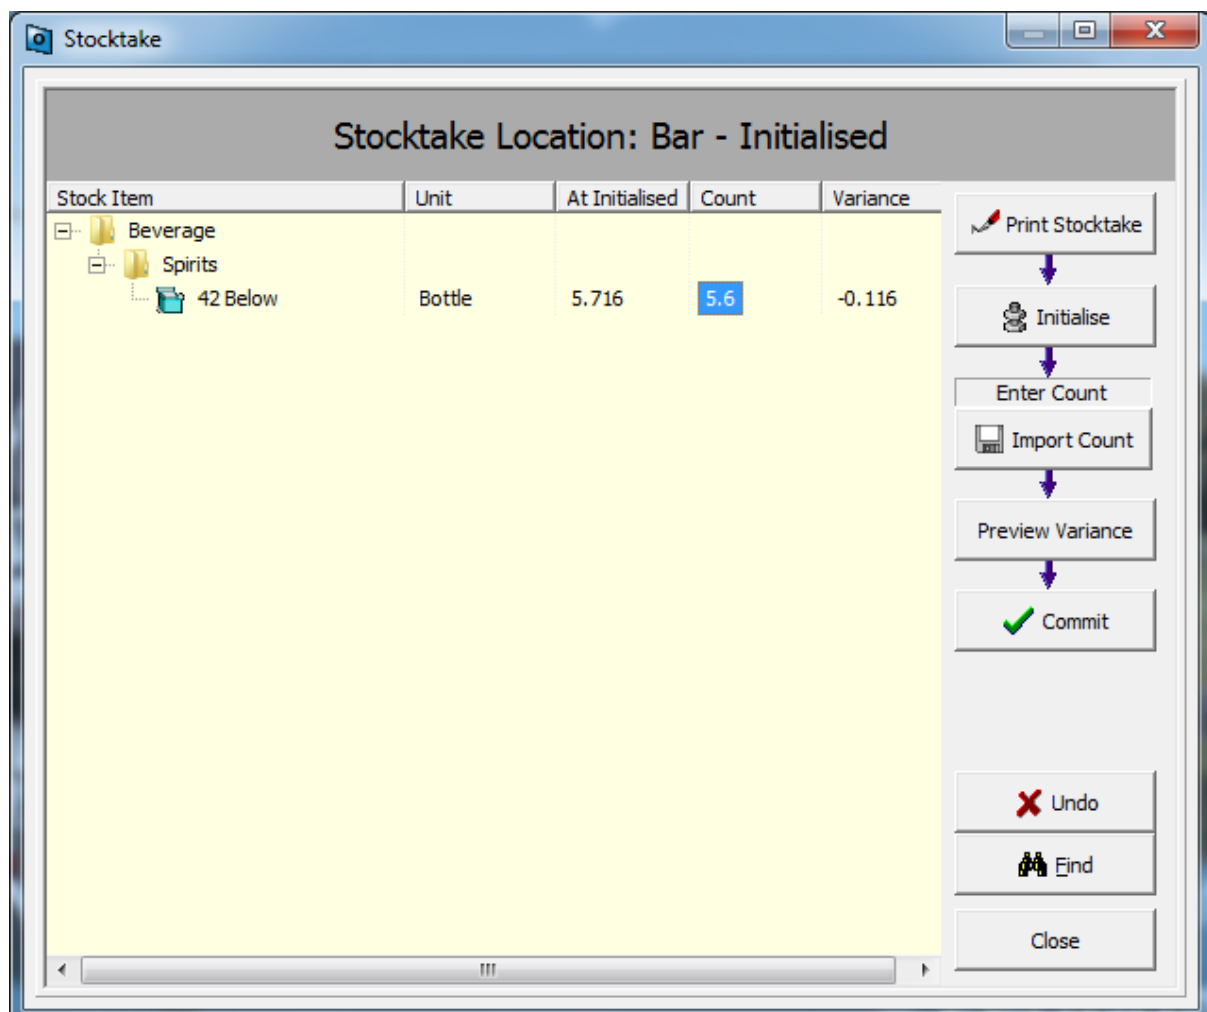 Stocktake
Stocktake Location: Bar - Initialised
Stock Item Unit At Initialised Count Variance
Beverage
Spirits
42 Below Bottle 5.716 5.6 -0.116
Print Stocktake
Initialise
Enter Count
Import Count
Preview Variance
Commit
Undo
Find
Close